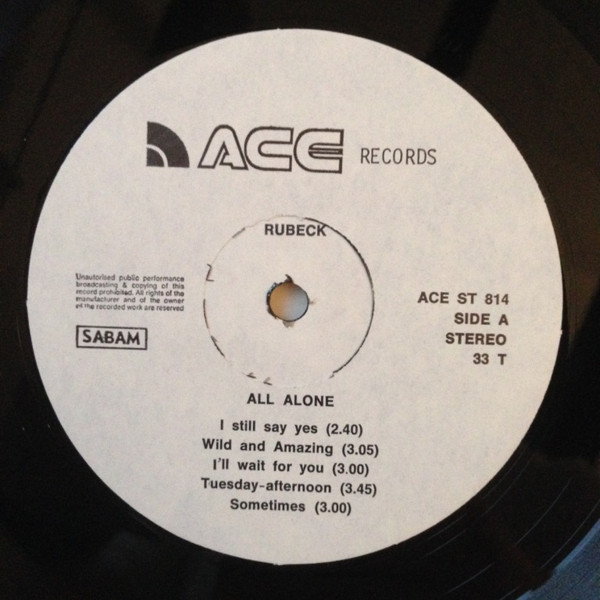 ACE RECORDS
RUBECK
Unautorised public performance
broadcasting & copying of this
record prohibited. All rights of the
manufacturer and of the owner
of the recorded work are reserved
SABAM
ACE ST 814
SIDE A
STEREO
33 T
ALL ALONE
I still say yes (2.40)
Wild and Amazing (3.05)
I'll wait for you (3.00)
Tuesday-afternoon (3.45)
Sometimes (3.00)